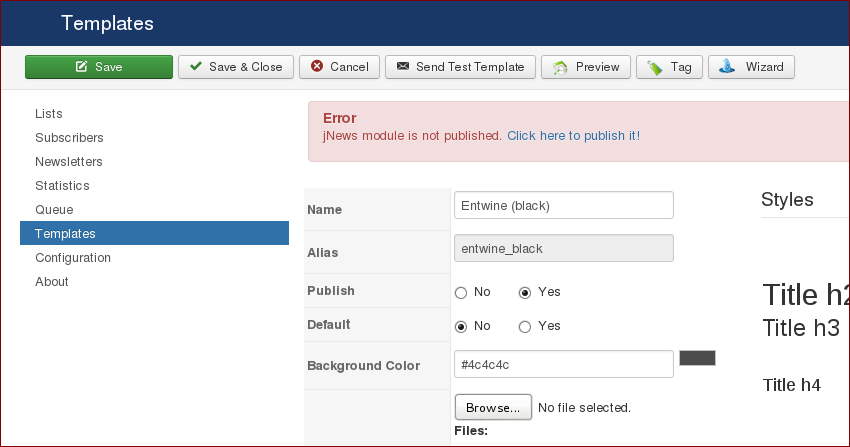 Templates
Save
Save & Close
Cancel
Send Test Template
Preview
Tag
Wizard
Lists
Subscribers
Newsletters
Statistics
Queue
Templates
Configuration
About
Error
jNews module is not published. Click here to publish it!
Name
Entwine (black)
Alias
entwine_black
Publish
No
Yes
Default
No
Yes
Background Color
#4c4c4c
Browse...
No file selected.
Files:
Styles
Title h2
Title h3
Title h4